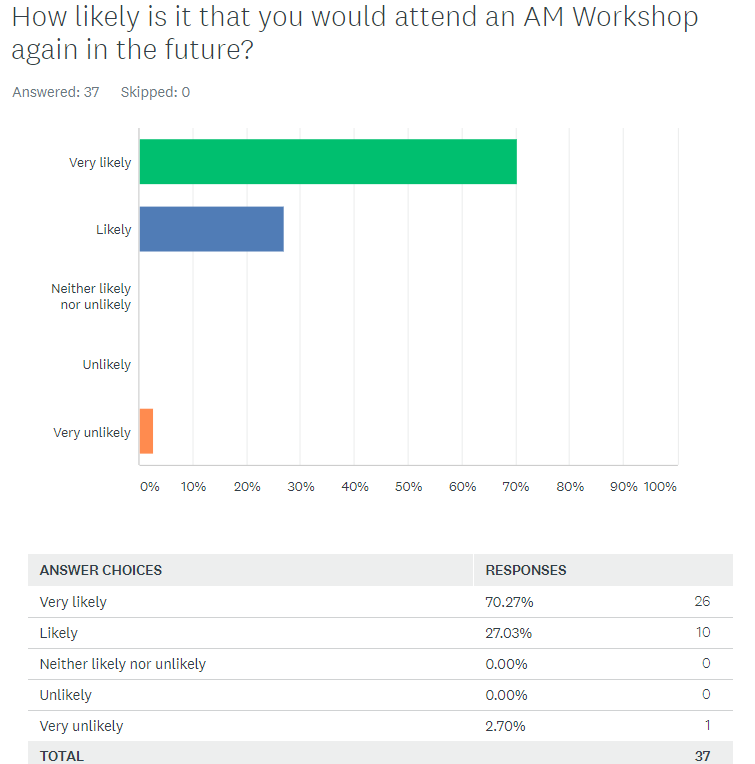 How likely is it that you would attend an AM Workshop
again in the future?
Answered: 37 Skipped: 0
Very likely
Likely
Neither likely
nor unlikely
Unlikely
Very unlikely
0% 10% 20% 30% 40% 50% 60% 70% 80% 90% 100%
ANSWER CHOICES RESPONSES
Very likely 70.27% 26
Likely 27.03% 10
Neither likely nor unlikely 0.00% 0
Unlikely 0.00% 0
Very unlikely 2.70% 1
TOTAL 37